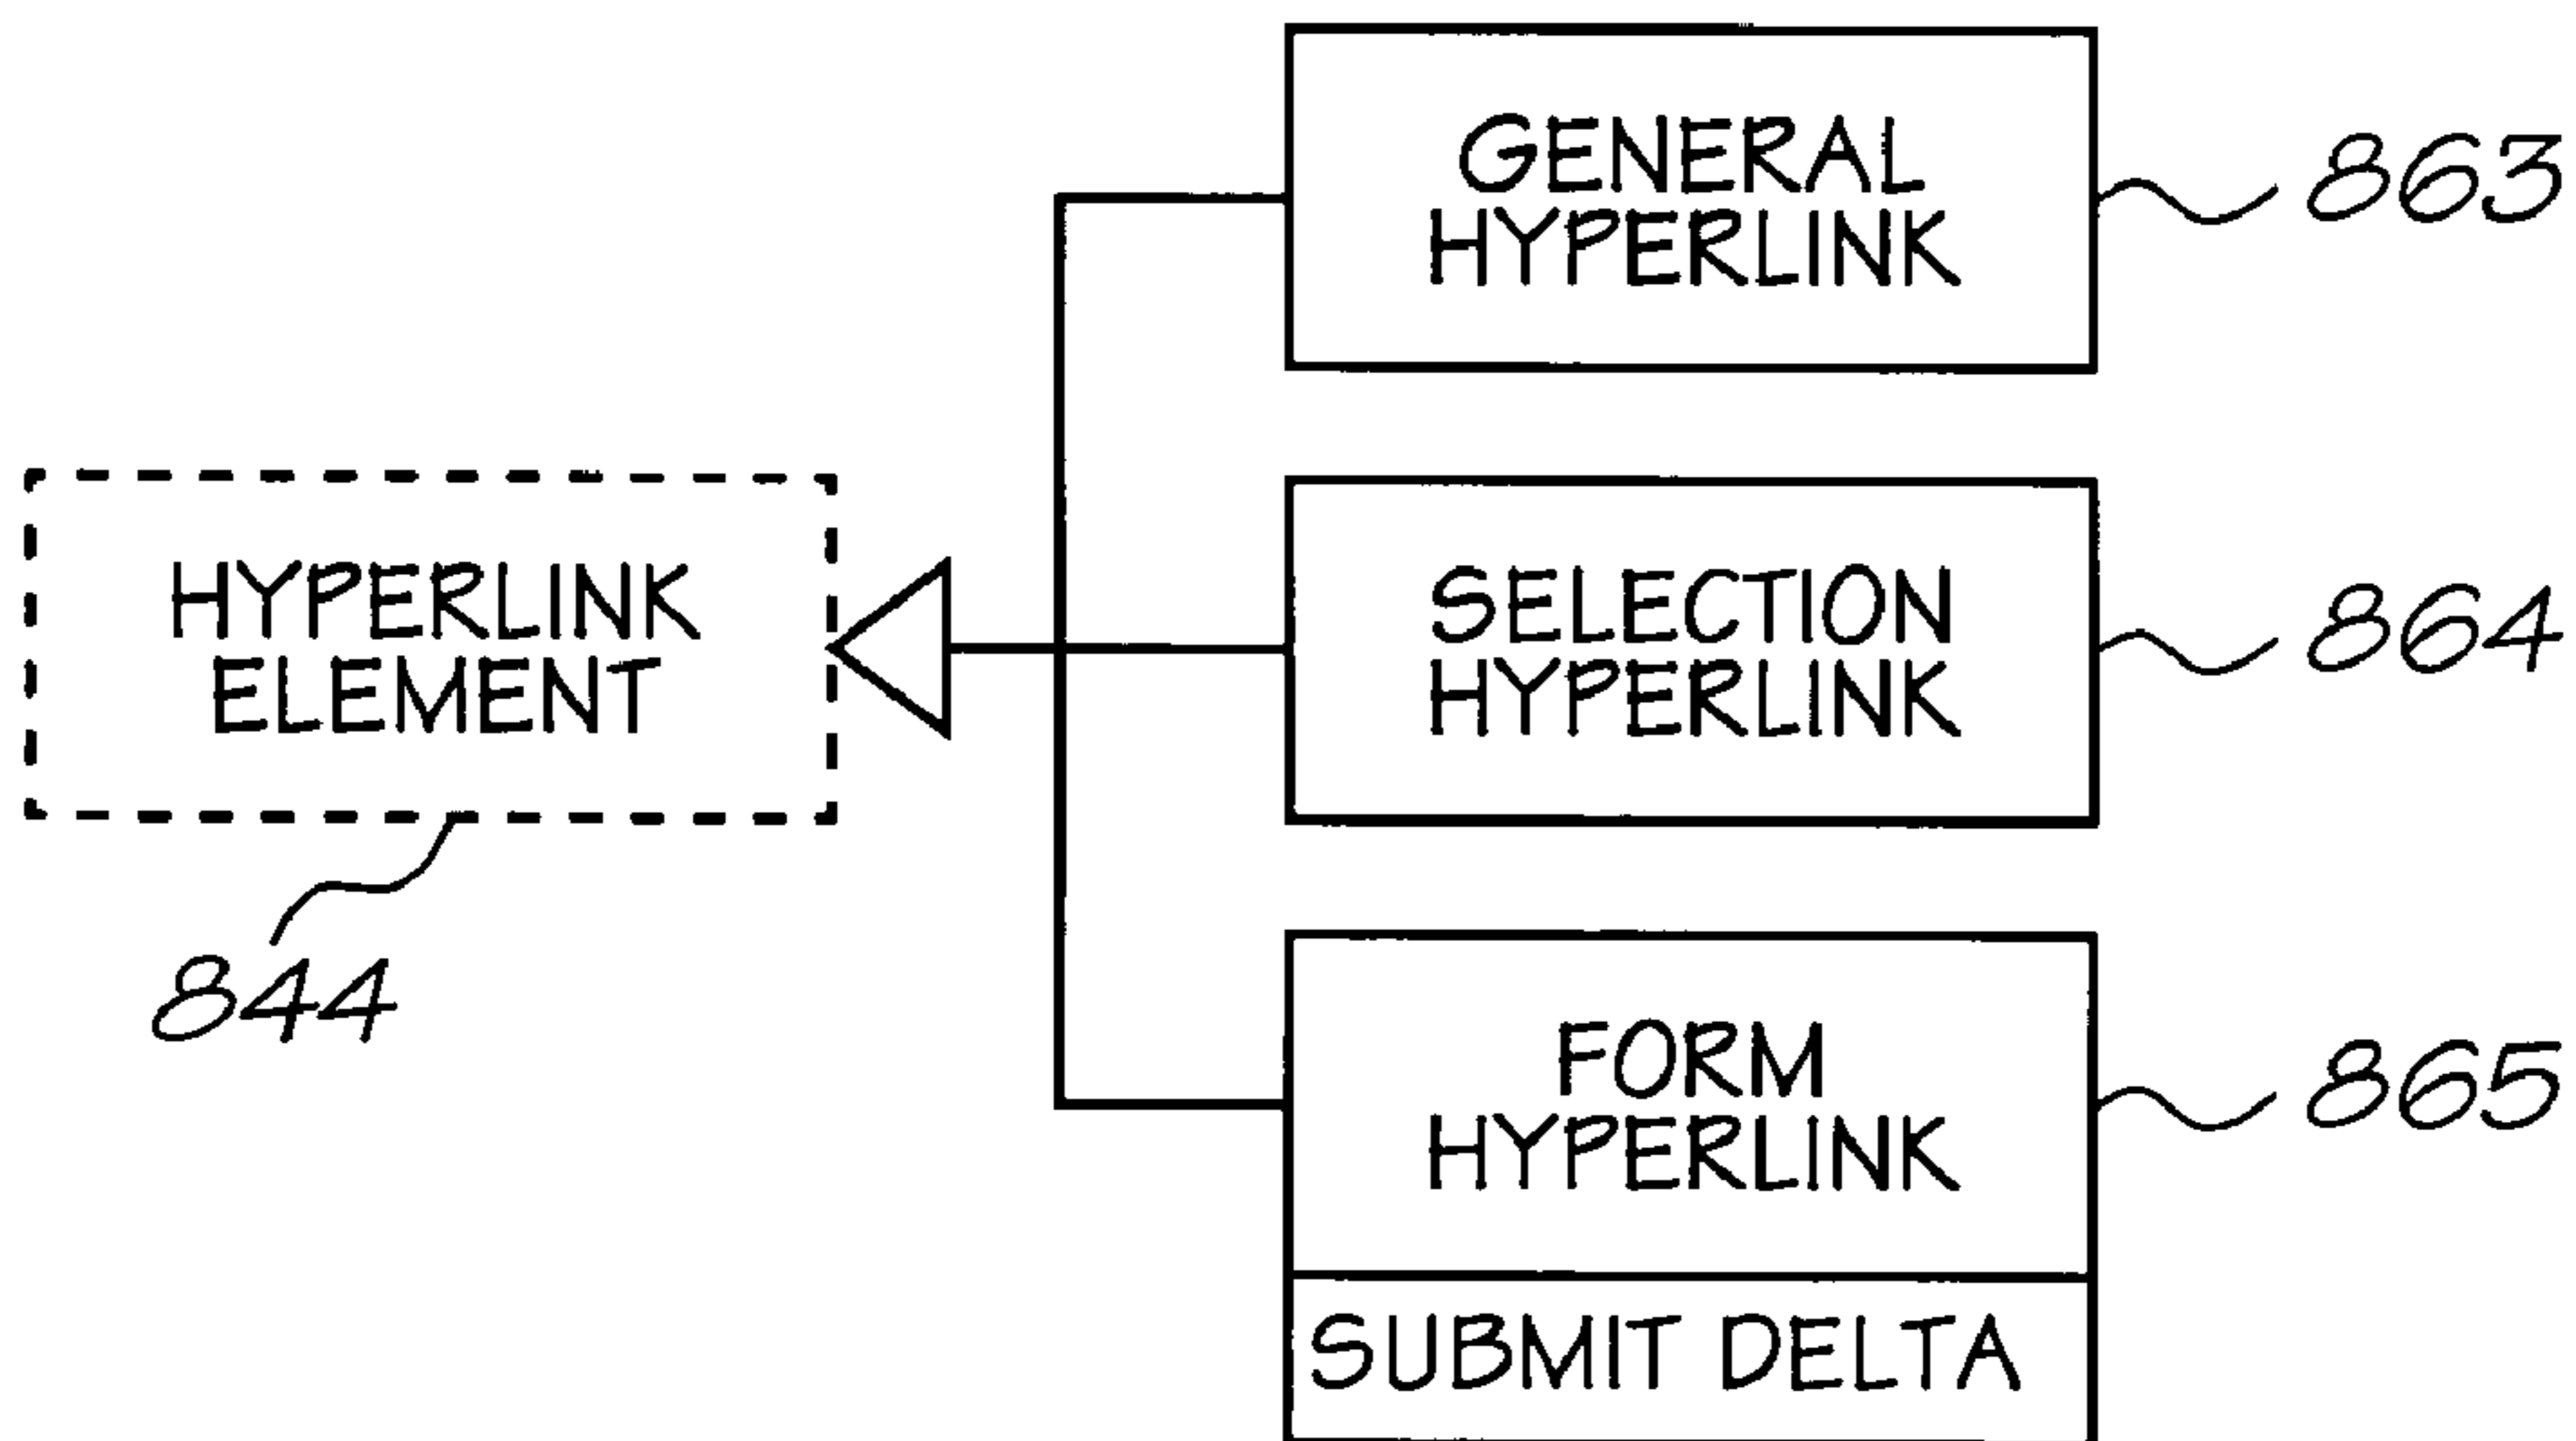 GENERAL
HYPERLINK
863
HYPERLINK
ELEMENT
844
SELECTION
HYPERLINK
864
FORM
HYPERLINK
865
SUBMIT DELTA